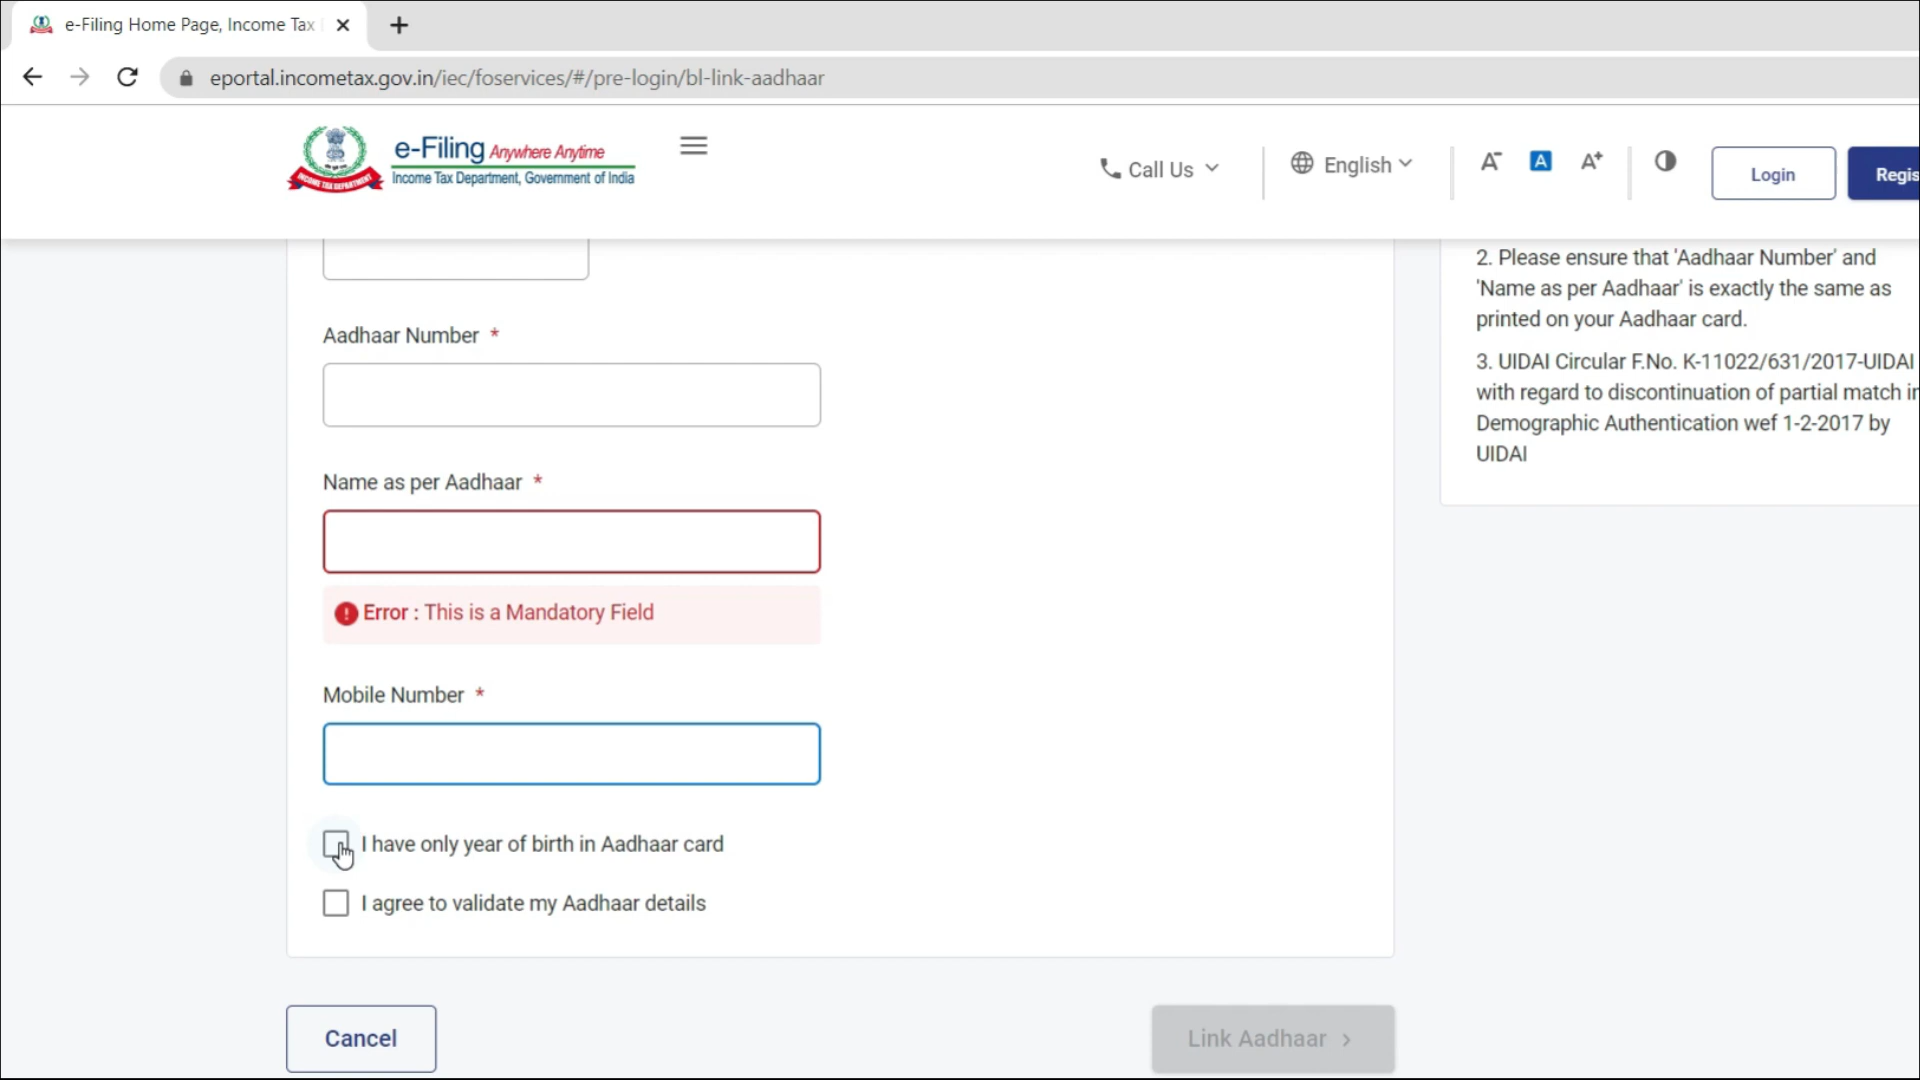 e-Filing Home Page, Income Tax
eportal.incometax.gov.in/iec/foservices/#/pre-login/bl-link-aadhaar
e-Filing Anywhere Anytime
Income Tax Department, Government of India
INCOME TAX DEPARTMENT
Call Us
English
A-
A
A+
Login
Regis
2. Please ensure that 'Aadhaar Number' and
'Name as per Aadhaar' is exactly the same as
printed on your Aadhaar card.
3. UIDAI Circular F.No. K-11022/631/2017-UIDAI
with regard to discontinuation of partial match in
Demographic Authentication wef 1-2-2017 by
UIDAI
Aadhaar Number *
Name as per Aadhaar *
Error : This is a Mandatory Field
Mobile Number *
I have only year of birth in Aadhaar card
I agree to validate my Aadhaar details
Cancel
Link Aadhaar >